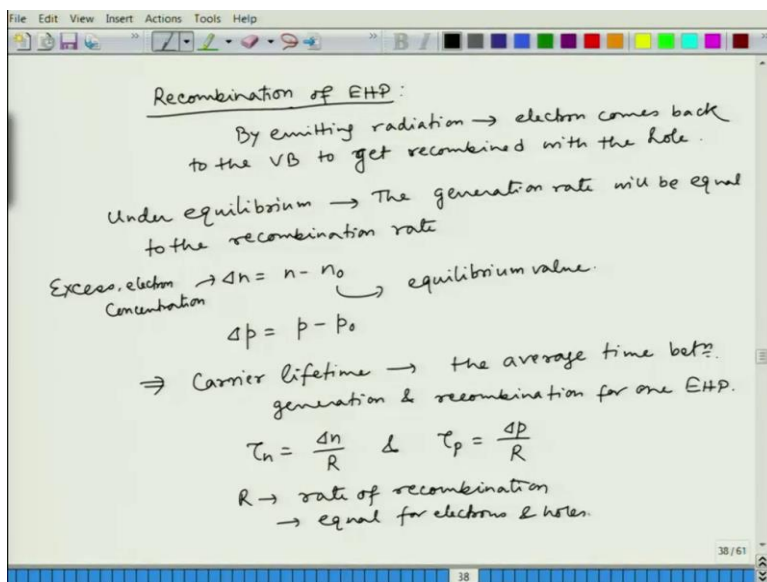 File Edit View Insert Actions Tools Help
B I
Recombination of EHP:
By emitting radiation → electron comes back
to the VB to get recombined with the hole.
Under equilibrium → The generation rate will be equal
to the recombination rate
Excess electron → Δn = n - n₀ → equilibrium value.
Concentration
Δp = p - p₀
⇒ Carrier lifetime → the average time betⁿ.
generation & recombination for one EHP.
τₙ = Δn/R & τₚ = Δp/R
R → rate of recombination
→ equal for electrons & holes.
38/61
38